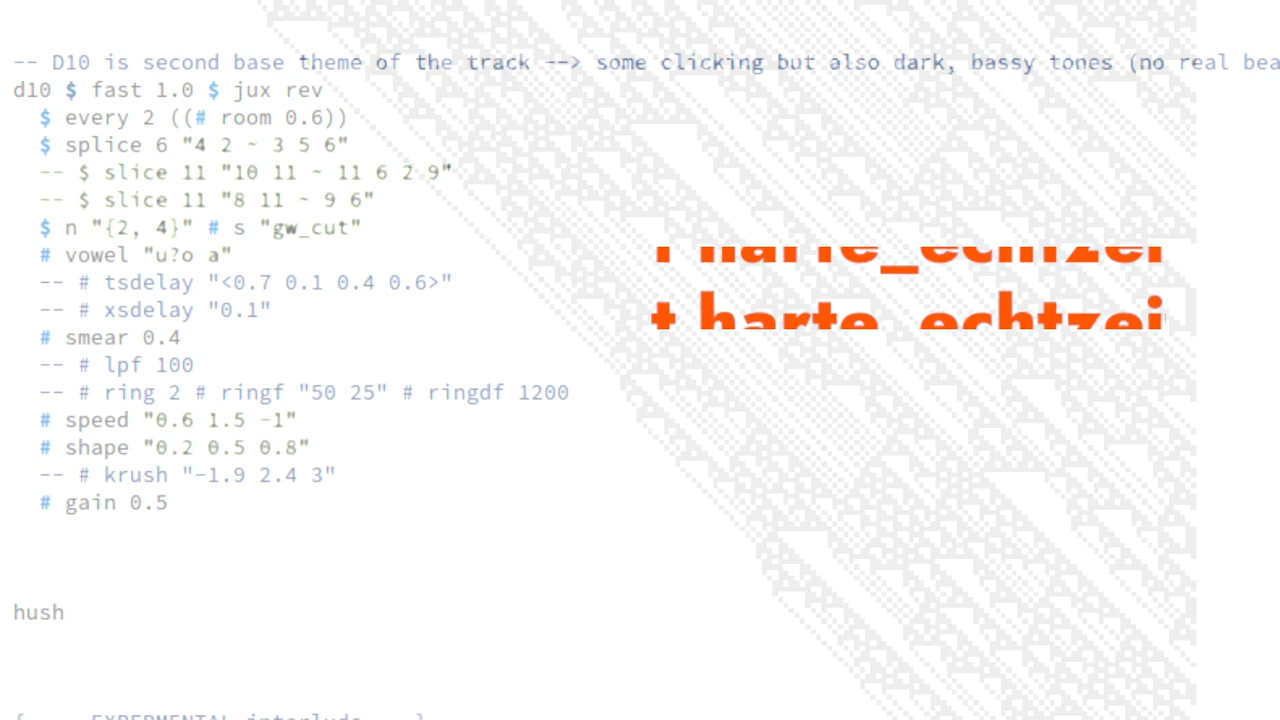 -- D10 is second base theme of the track --> some clicking but also dark, bassy tones (no real bea
d10 $ fast 1.0 $ jux rev
  $ every 2 ((# room 0.6))
  $ splice 6 "4 2 ~ 3 5 6"
  -- $ slice 11 "10 11 ~ 11 6 2 9"
  -- $ slice 11 "8 11 ~ 9 6"
  $ n "{2, 4}" # s "gw_cut"
  # vowel "u?o a"
  -- # tsdelay "<0.7 0.1 0.4 0.6>"
  -- # xsdelay "0.1"
  # smear 0.4
  -- # lpf 100
  -- # ring 2 # ringf "50 25" # ringdf 1200
  # speed "0.6 1.5 -1"
  # shape "0.2 0.5 0.8"
  -- # krush "-1.9 2.4 3"
  # gain 0.5
hush
{ -- EXPERMENTAL interlude -- }
t harte_echtzei
t harte_echtzei